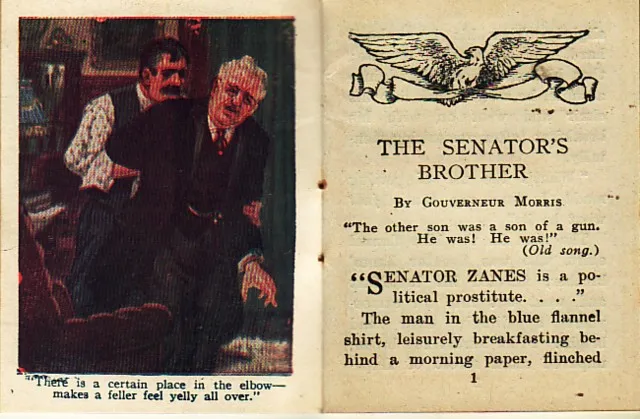 "There is a certain place in the elbow—
makes a feller feel yelly all over."
THE SENATOR'S
BROTHER
By Gouverneur Morris
"The other son was a son of a gun.
He was! He was!"
(Old song.)
"SENATOR ZANES is a po-
litical prostitute. . . ."
The man in the blue flannel
shirt, leisurely breakfasting be-
hind a morning paper, flinched
1